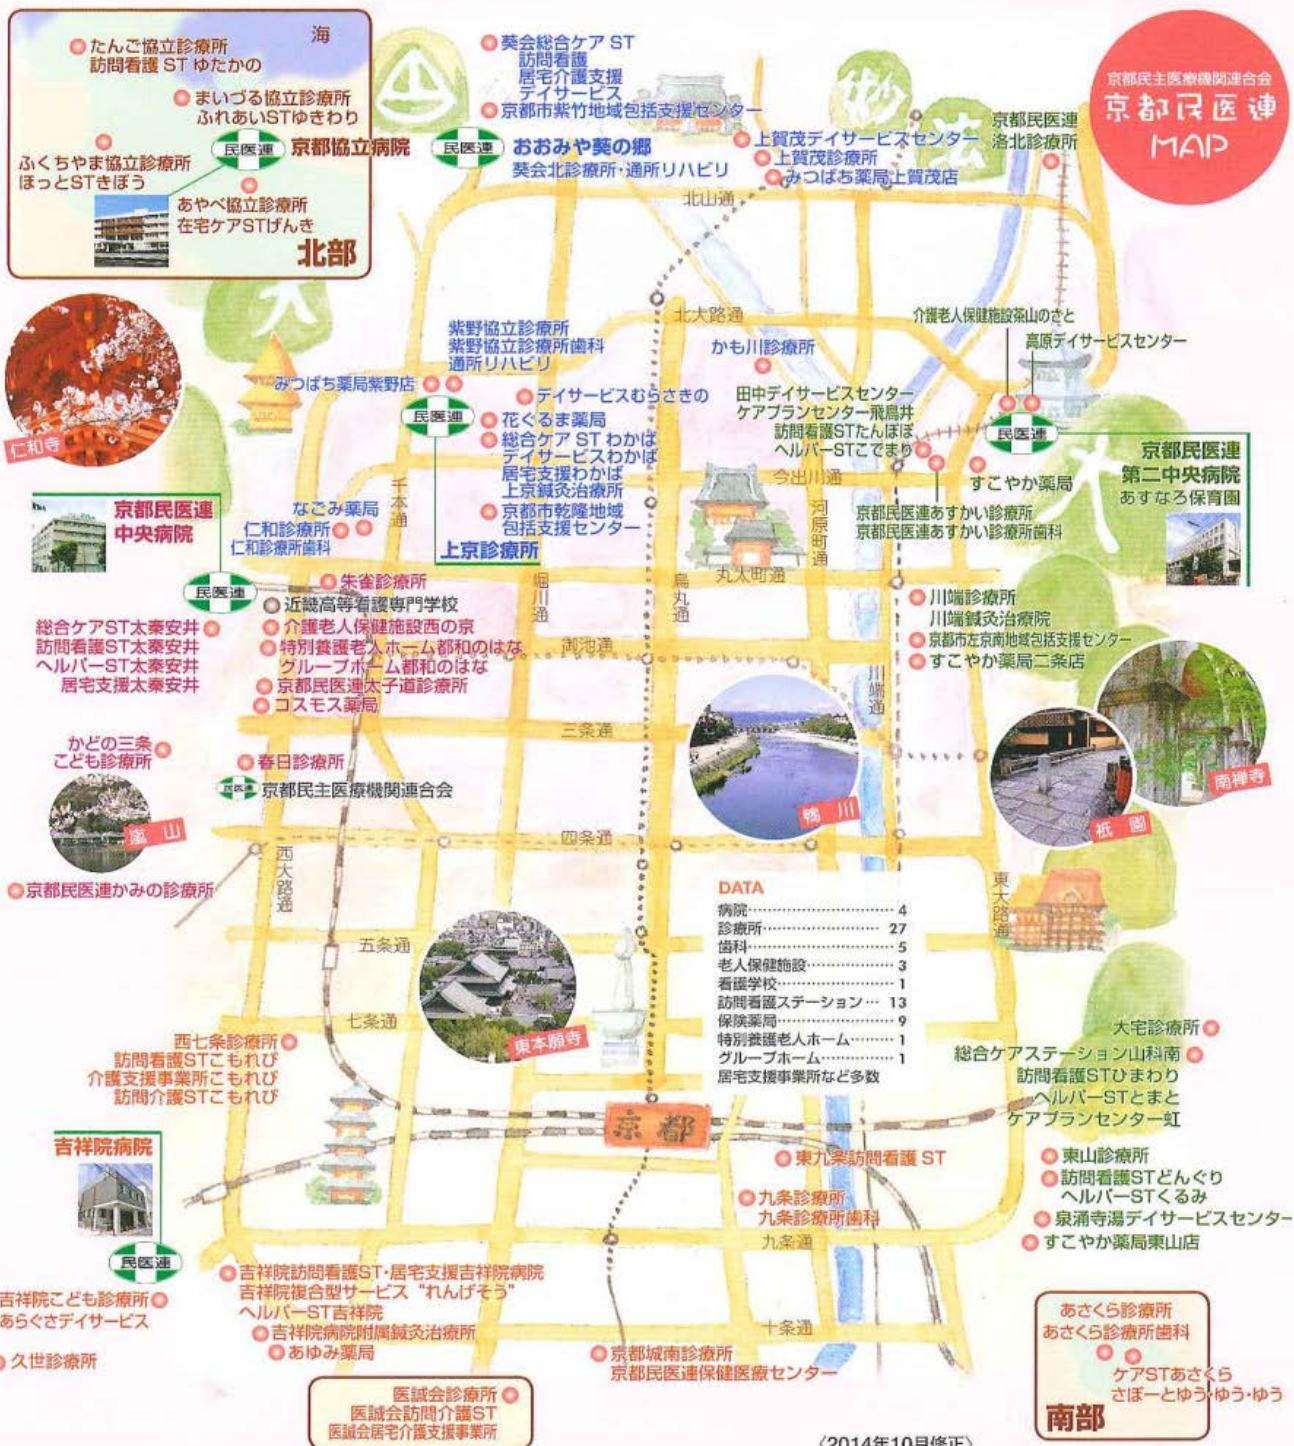 海
たんご協立診療所
訪問看護 ST ゆたかの
まいづる協立診療所
ふれあいSTゆきわり
民医連
京都協立病院
ふくちやま協立診療所
ほっとSTきぼう
あやべ協立診療所
在宅ケアSTげんき
北部
葵会総合ケア ST
訪問看護
居宅介護支援
デイサービス
京都市紫竹地域包括支援センター
民医連
おおみや葵の郷
葵会北診療所・通所リハビリ
妙
法
上賀茂デイサービスセンター
上賀茂診療所
みつばち薬局上賀茂店
京都民医連
洛北診療所
京都民主医療機関連合会
京都民医連
MAP
北山通
仁和寺
北大路通
紫野協立診療所
紫野協立診療所歯科
通所リハビリ
みつばち薬局紫野店
デイサービスむらさきの
民医連
花ぐるま薬局
総合ケア ST わかば
デイサービスわかば
居宅支援わかば
上京鍼灸治療所
京都市乾隆地域
包括支援センター
上京診療所
かも川診療所
介護老人保健施設茶山のさと
高原デイサービスセンター
田中デイサービスセンター
ケアプランセンター飛鳥井
訪問看護STたんぽぽ
ヘルパーSTこでまり
民医連
大
京都民医連
第二中央病院
あすなろ保育園
すこやか薬局
今出川通
京都民医連あすかい診療所
京都民医連あすかい診療所歯科
千本通
河原町通
京都民医連
中央病院
なごみ薬局
仁和診療所
仁和診療所歯科
民医連
丸太町通
堀川通
烏丸通
朱雀診療所
近畿高等看護専門学校
介護老人保健施設西の京
特別養護老人ホーム都和のはな
グループホーム都和のはな
京都民医連太子道診療所
コスモス薬局
総合ケアST太秦安井
訪問看護ST太秦安井
ヘルパーST太秦安井
居宅支援太秦安井
御池通
川端診療所
川端鍼灸治療院
京都市左京南地域包括支援センター
すこやか薬局二条店
川端通
三条通
かどの三条
こども診療所
春日診療所
民医連
京都民主医療機関連合会
嵐山
鴨川
祇園
南禅寺
四条通
西大路通
京都民医連かみの診療所
東大路通
五条通
七条通
東本願寺
DATA
病院 4
診療所 27
歯科 5
老人保健施設 3
看護学校 1
訪問看護ステーション 13
保険薬局 9
特別養護老人ホーム 1
グループホーム 1
居宅支援事業所など多数
西七条診療所
訪問看護STこもれび
介護支援事業所こもれび
訪問介護STこもれび
大宅診療所
総合ケアステーション山科南
訪問看護STひまわり
ヘルパーSTとまと
ケアプランセンター虹
京都
吉祥院病院
民医連
東九条訪問看護 ST
九条診療所
九条診療所歯科
九条通
東山診療所
訪問看護STどんぐり
ヘルパーSTくるみ
泉涌寺湯デイサービスセンター
すこやか薬局東山店
吉祥院こども診療所
あらぐさデイサービス
久世診療所
吉祥院訪問看護ST・居宅支援吉祥院病院
吉祥院複合型サービス “れんげそう”
ヘルパーST吉祥院
吉祥院病院附属鍼灸治療所
あゆみ薬局
十条通
京都城南診療所
京都民医連保健医療センター
医誠会診療所
医誠会訪問介護ST
医誠会居宅介護支援事業所
あさくら診療所
あさくら診療所歯科
ケアSTあさくら
さぽーとゆう・ゆう・ゆう
南部
〈2014年10月修正〉